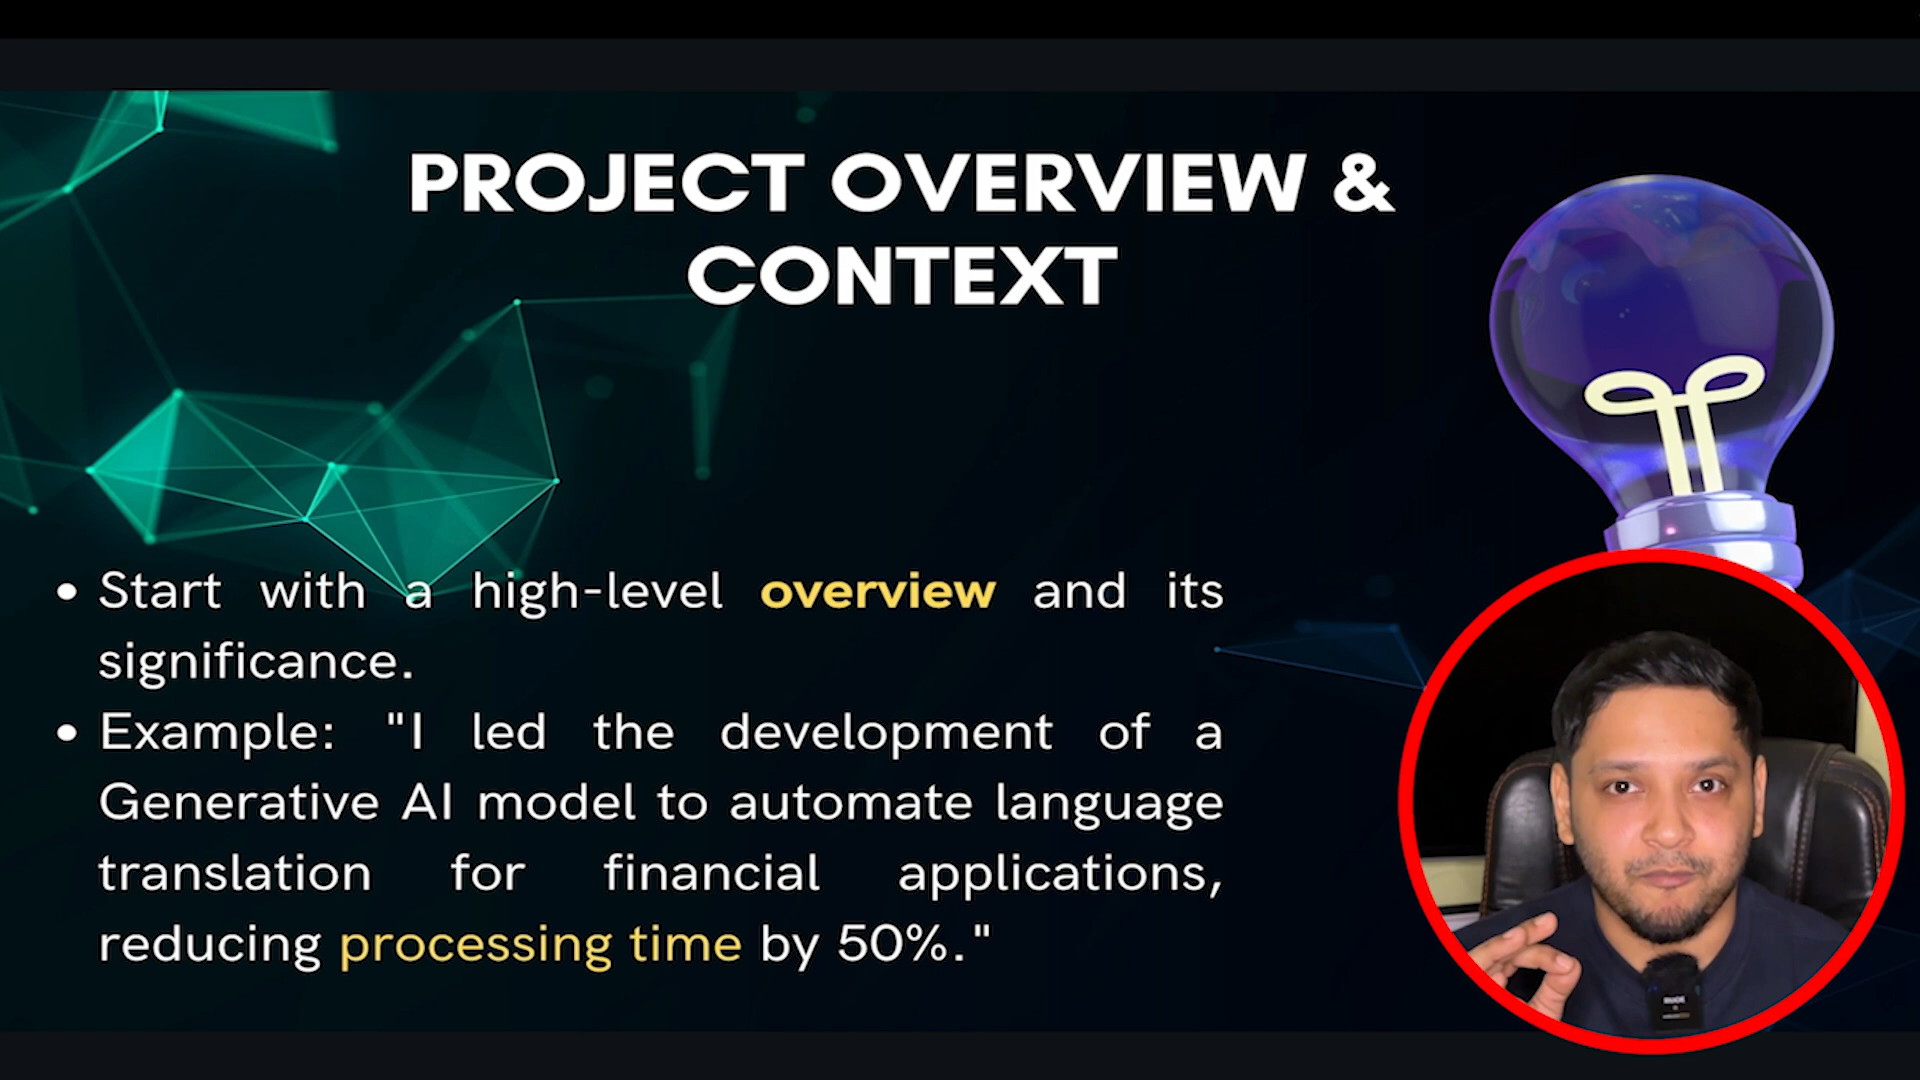 PROJECT OVERVIEW &
CONTEXT
• Start with a high-level overview and its
significance.
• Example: "I led the development of a
Generative AI model to automate language
translation for financial applications,
reducing processing time by 50%."
RODE